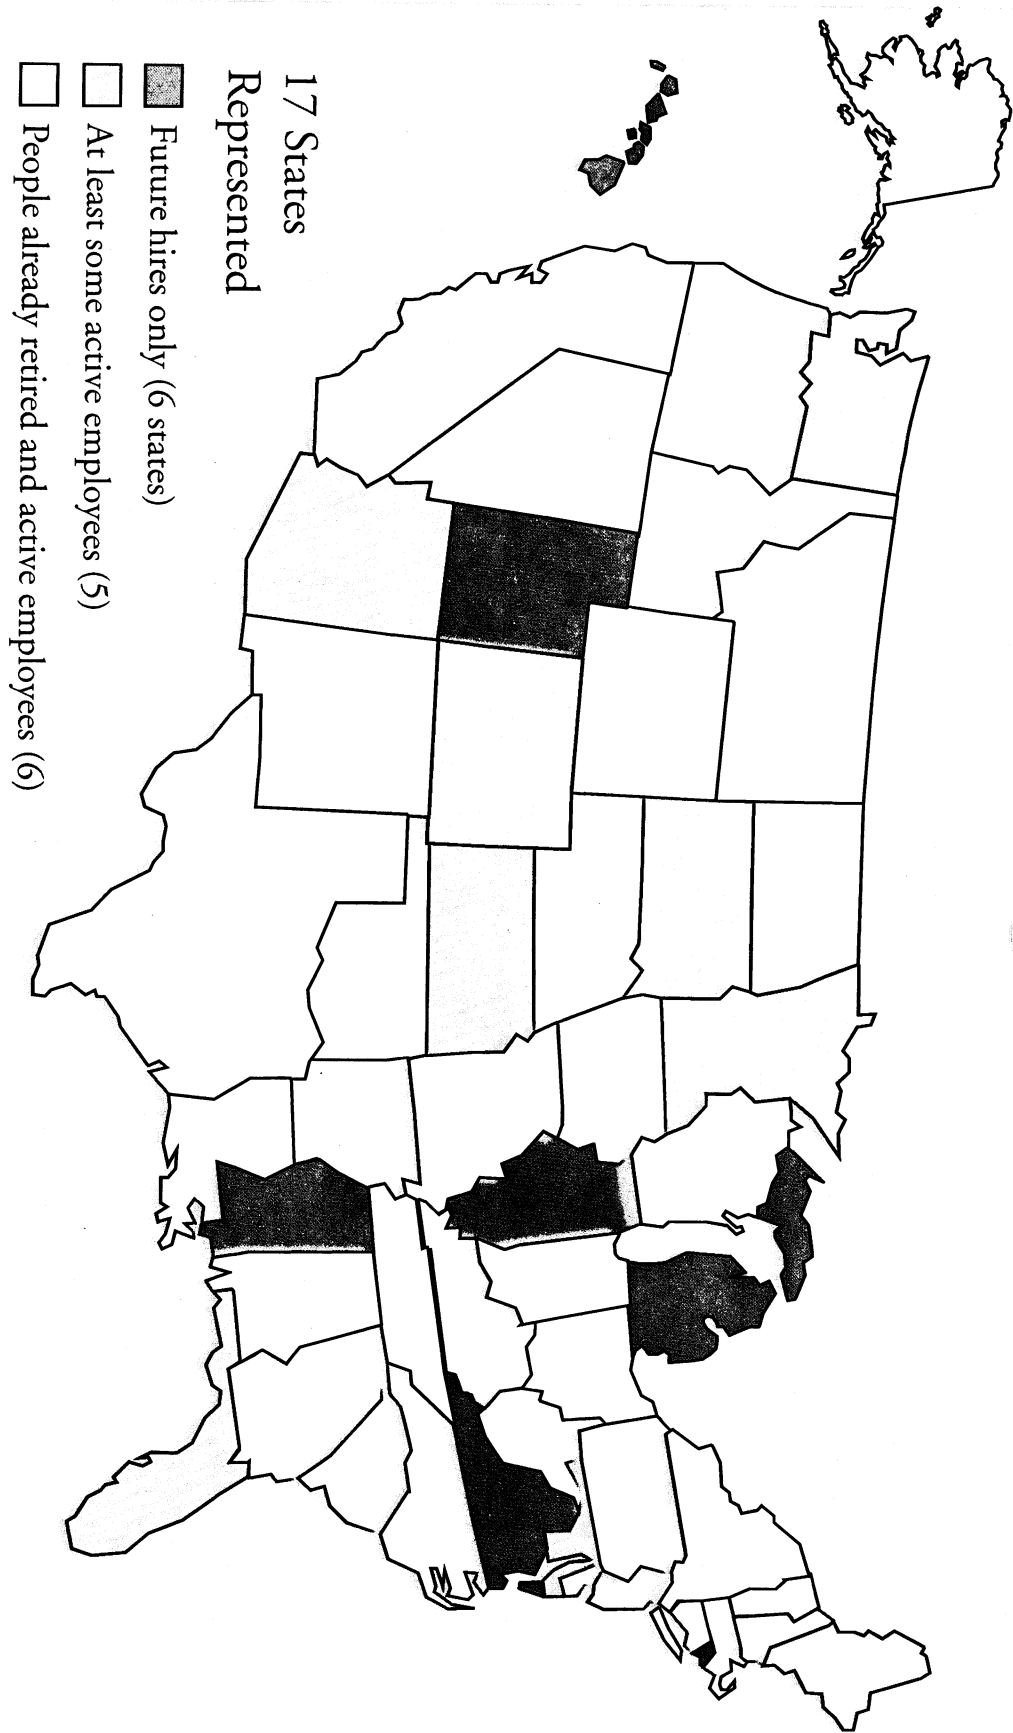 17 States
Represented
Future hires only (6 states)
At least some active employees (5)
People already retired and active employees (6)